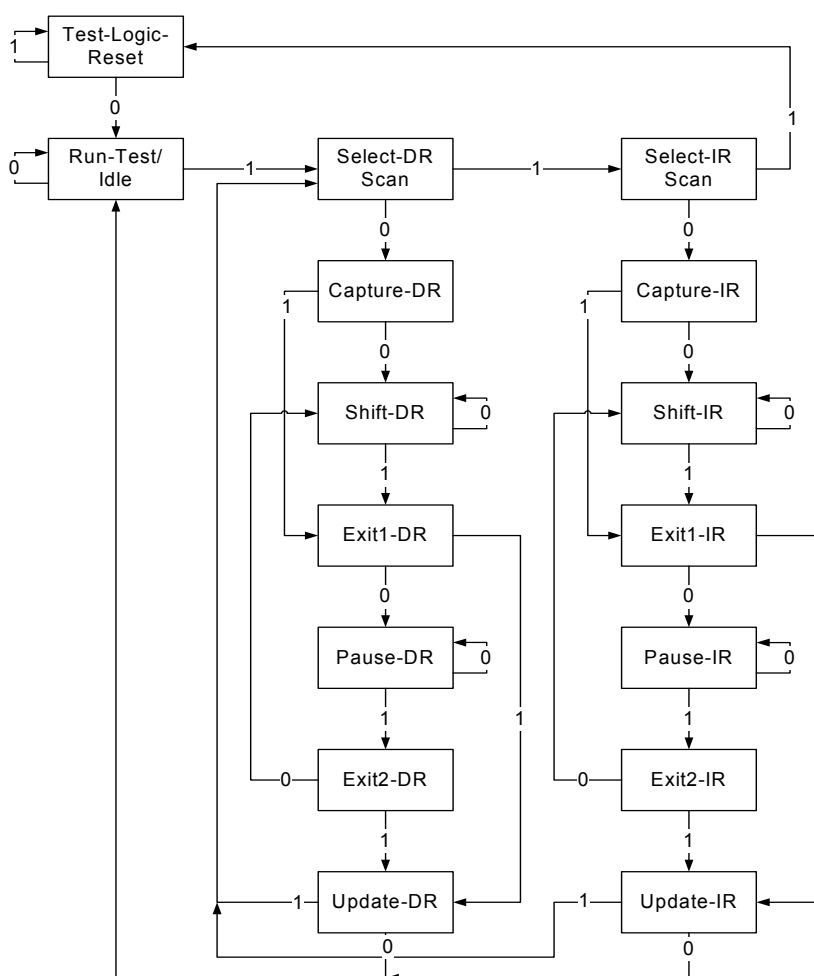 Test-Logic-
Reset
1
0
1
Run-Test/
Idle
0
1
Select-DR
Scan
1
Select-IR
Scan
0
0
Capture-DR
Capture-IR
1
1
0
0
Shift-DR
0
Shift-IR
0
1
1
Exit1-DR
Exit1-IR
0
0
Pause-DR
0
Pause-IR
0
1
1
1
Exit2-DR
Exit2-IR
0
0
1
1
Update-DR
Update-IR
1
1
0
0